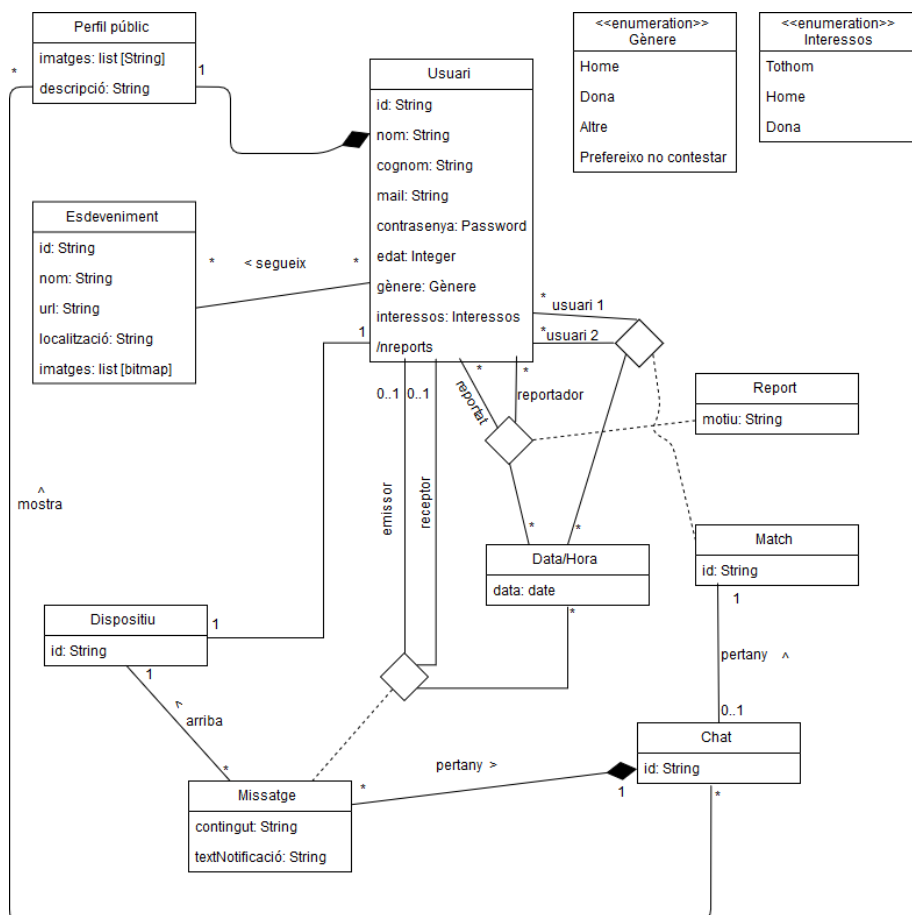 Perfil públic
imatges: list [String]
descripció: String
*
1
<<enumeration>>
Gènere
Home
Dona
Altre
Prefereixo no contestar
<<enumeration>>
Interessos
Tothom
Home
Dona
Usuari
id: String
nom: String
cognom: String
mail: String
contrasenya: Password
edat: Integer
gènere: Gènere
interessos: Interessos
/nreports
Esdeveniment
id: String
nom: String
url: String
localització: String
imatges: list [bitmap]
*
< segueix
*
* usuari 1
*usuari 2
1
0..1
0..1
*
*
reportat
reportador
Report
motiu: String
emissor
receptor
^
mostra
*
*
Data/Hora
data: date
*
Match
id: String
1
Dispositiu
id: String
1
1
pertany ^
^
arriba
0..1
Chat
id: String
*
pertany >
*
1
*
Missatge
contingut: String
textNotificació: String